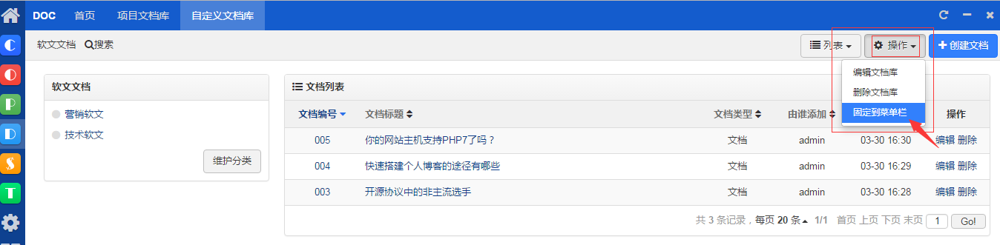 DOC 首页 项目文档库 自定义文档库
软文文档 搜索 列表 操作 创建文档
编辑文档库
删除文档库
固定到菜单栏
软文文档
营销软文
技术软文
维护分类
文档列表
文档编号 文档标题 文档类型 由谁添加 操作
005 你的网站主机支持PHP7了吗？ 文档 admin 03-30 16:30 编辑 删除
004 快速搭建个人博客的途径有哪些 文档 admin 03-30 16:29 编辑 删除
003 开源协议中的非主流选手 文档 admin 03-30 16:28 编辑 删除
共 3 条记录，每页 20 条 1/1 首页 上页 下页 末页 1 Go!